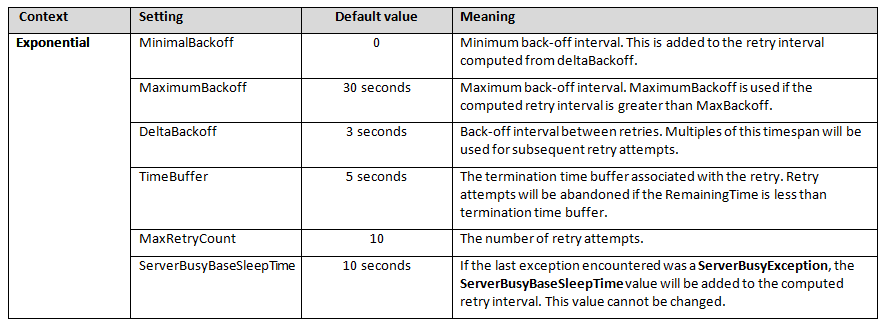 Context Setting Default value Meaning
Exponential MinimalBackoff 0 Minimum back-off interval. This is added to the retry interval
computed from deltaBackoff.
MaximumBackoff 30 seconds Maximum back-off interval. MaximumBackoff is used if the
computed retry interval is greater than MaxBackoff.
DeltaBackoff 3 seconds Back-off interval between retries. Multiples of this timespan will be
used for subsequent retry attempts.
TimeBuffer 5 seconds The termination time buffer associated with the retry. Retry
attempts will be abandoned if the RemainingTime is less than
termination time buffer.
MaxRetryCount 10 The number of retry attempts.
ServerBusyBaseSleepTime 10 seconds If the last exception encountered was a ServerBusyException, the
ServerBusyBaseSleepTime value will be added to the computed
retry interval. This value cannot be changed.